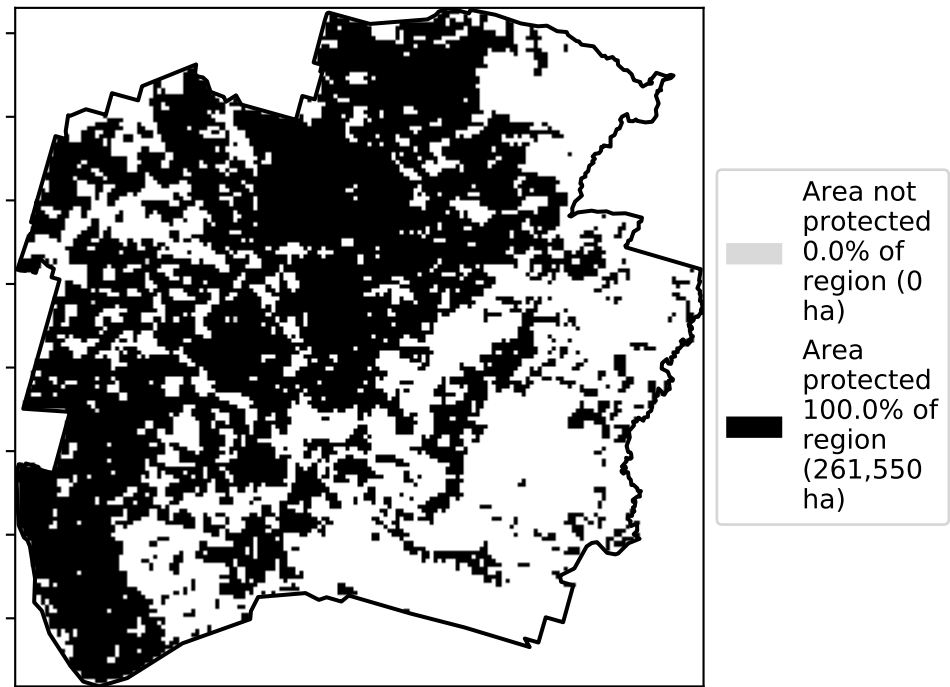 Area not
protected
0.0% of
region (0
ha)
Area
protected
100.0% of
region
(261,550
ha)